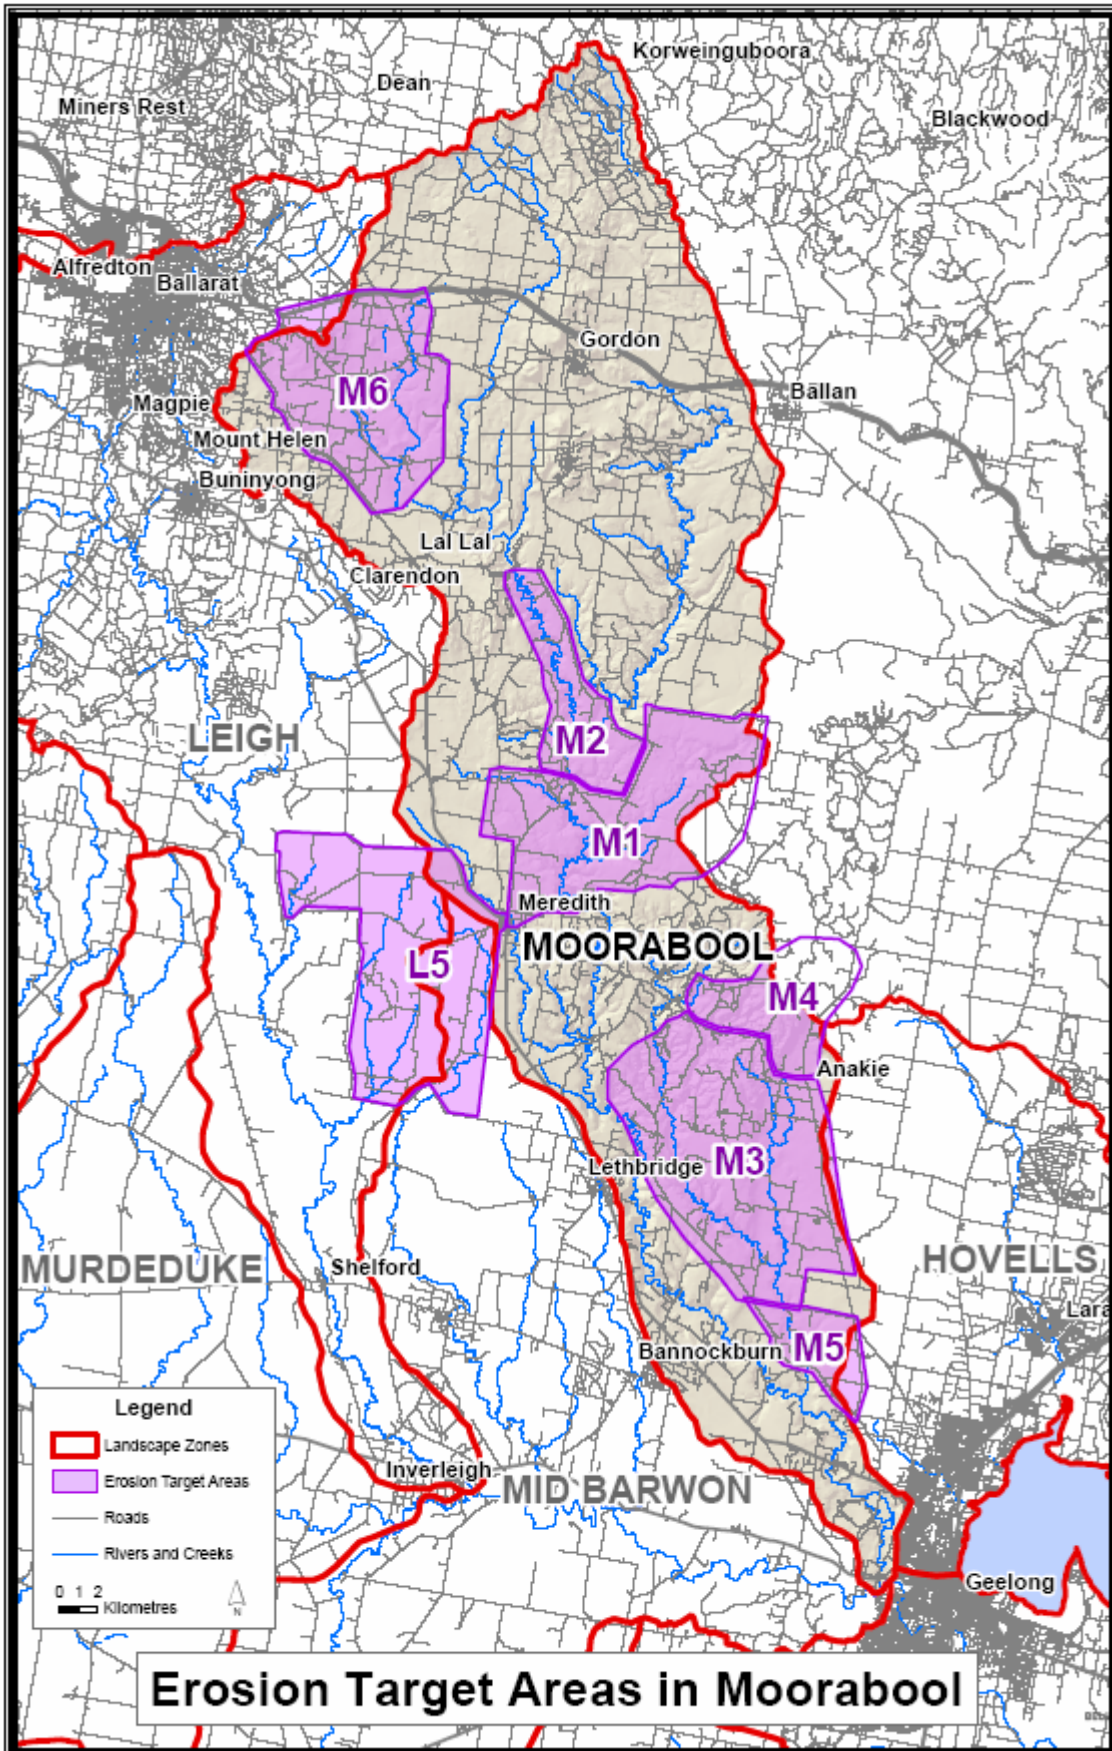 Korweinguboora
Dean
Miners Rest
Blackwood
Alfredton
Ballarat
Gordon
Ballan
M6
Magpie
Mount Helen
Buninyong
Lal Lal
Clarendon
LEIGH
M2
M1
Meredith
MOORABOOL
L5
M4
Anakie
Lethbridge
M3
MURDEDUKE
Shelford
HOVELLS
Lara
M5
Bannockburn
Legend
Landscape Zones
Erosion Target Areas
Roads
Rivers and Creeks
0 1 2
Kilometres
N
Inverleigh
MID BARWON
Geelong
Erosion Target Areas in Moorabool